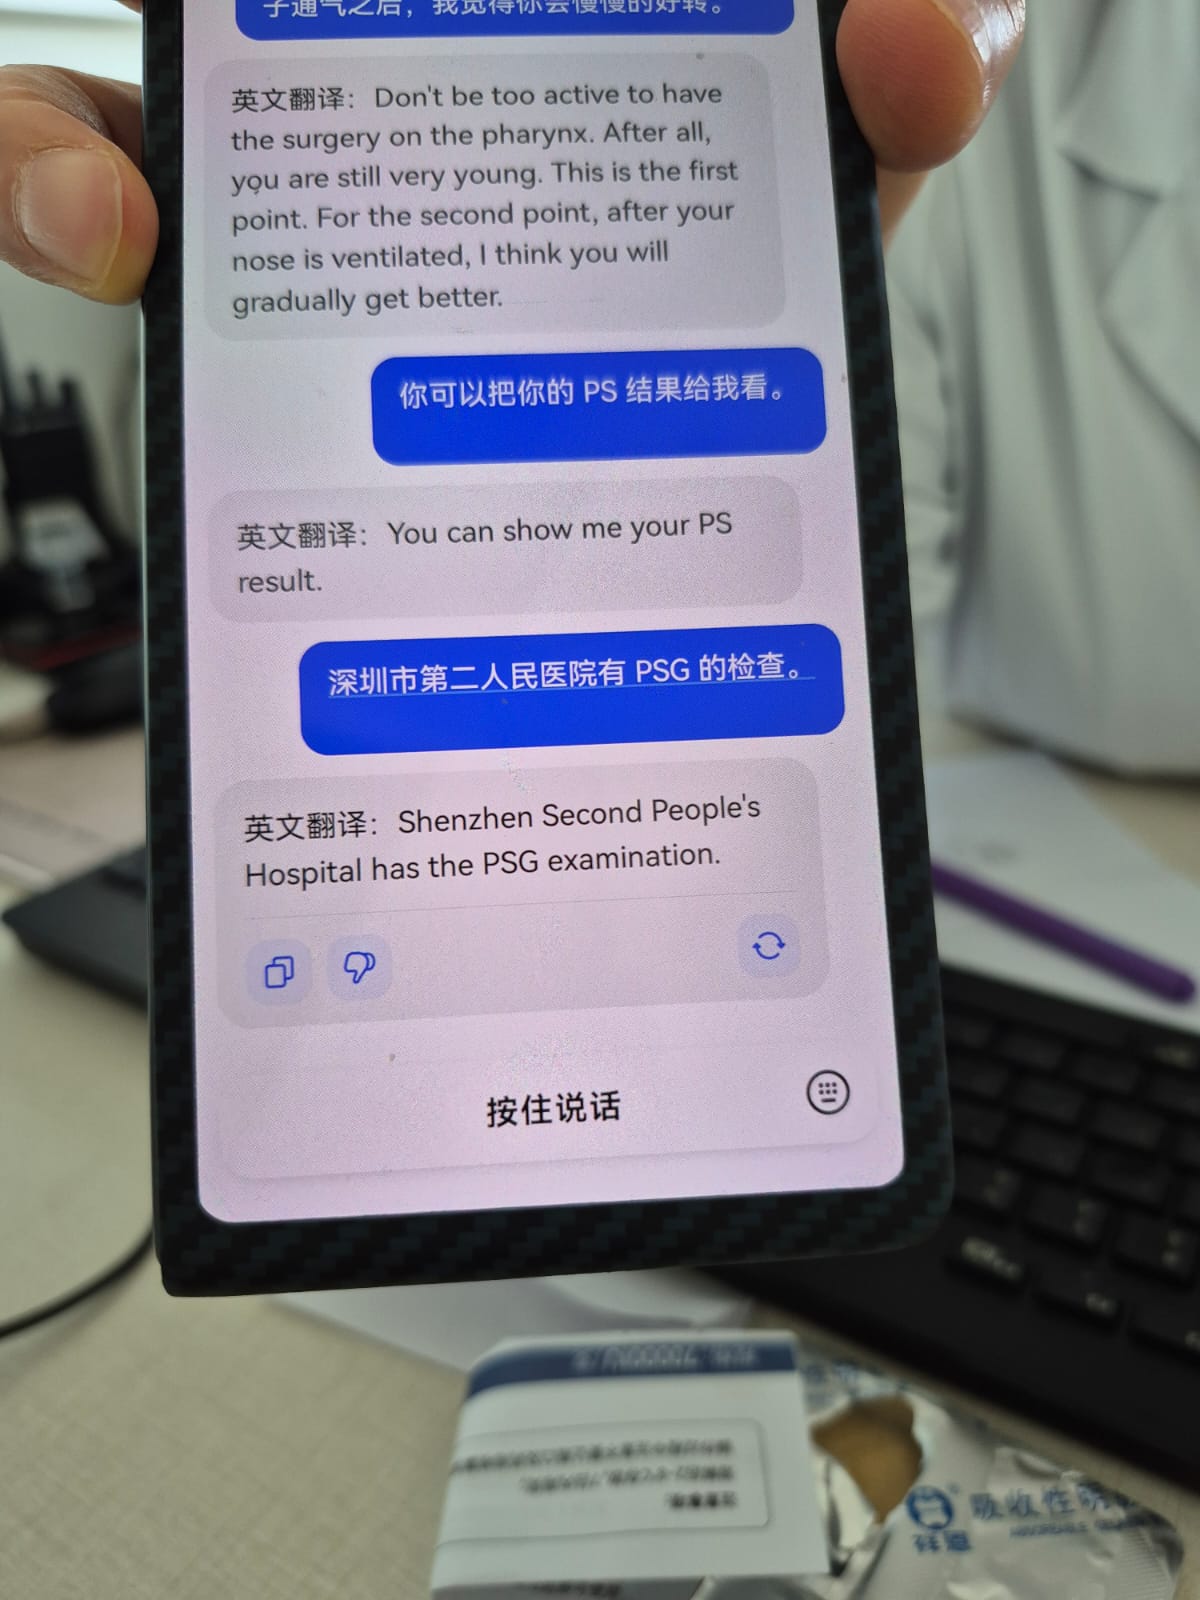 子通气之后，我觉得你会慢慢的好转。
英文翻译：Don't be too active to have
the surgery on the pharynx. After all,
you are still very young. This is the first
point. For the second point, after your
nose is ventilated, I think you will
gradually get better.
你可以把你的 PS 结果给我看。
英文翻译：You can show me your PS
result.
深圳市第二人民医院有 PSG 的检查。
英文翻译：Shenzhen Second People's
Hospital has the PSG examination.
按住说话
吸收性